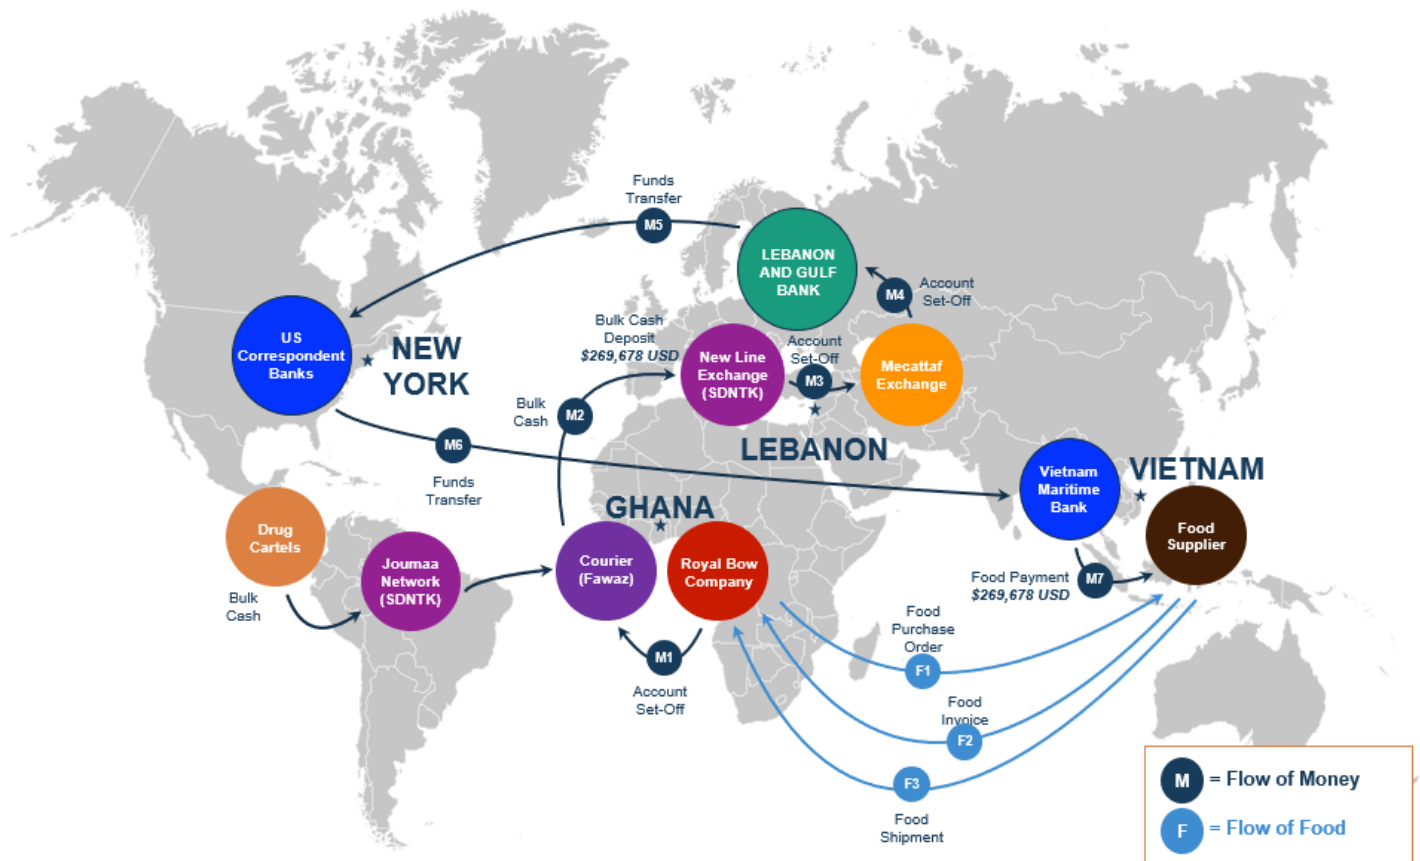 Funds
Transfer
M5
LEBANON
AND GULF
BANK
M4
Account
Set-Off
US
Correspondent
Banks
NEW
YORK
Bulk Cash
Deposit
$269,678 USD
New Line
Exchange
(SDNTK)
Account
Set-Off
M3
Mecattaf
Exchange
Bulk
Cash
M2
LEBANON
M6
Funds
Transfer
Vietnam
Maritime
Bank
VIETNAM
GHANA
Drug
Cartels
Bulk
Cash
Joumaa
Network
(SDNTK)
Courier
(Fawaz)
Royal Bow
Company
Food
Supplier
Food Payment
$269,678 USD
M7
M1
Account
Set-Off
Food
Purchase
Order
F1
Food
Invoice
F2
F3
Food
Shipment
M = Flow of Money
F = Flow of Food